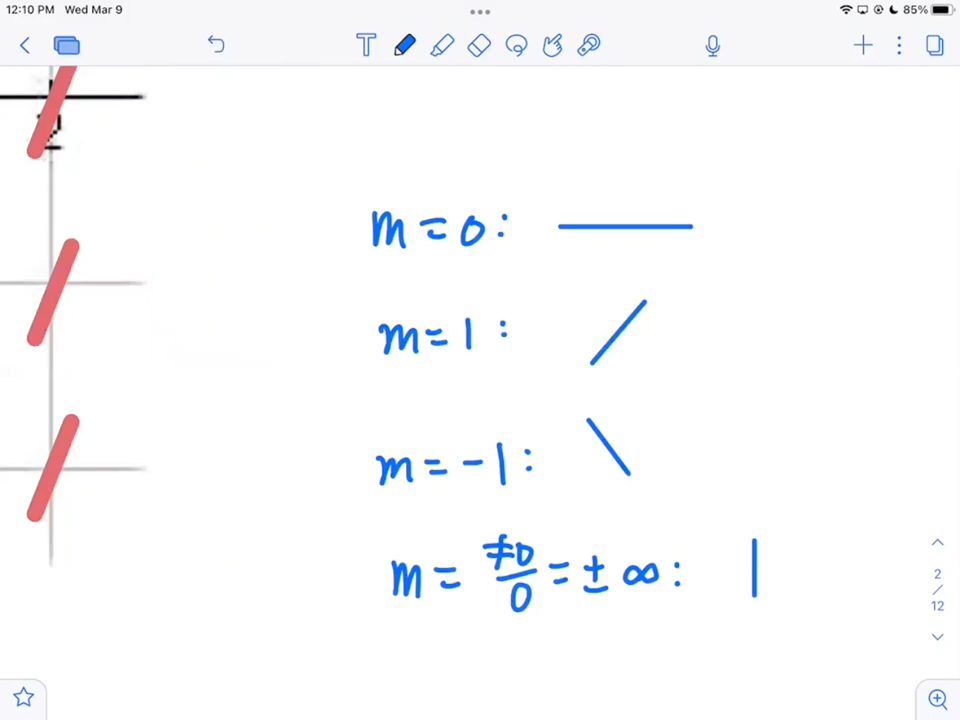 12:10 PM Wed Mar 9 85%
T
m = 0 :
m = 1 :
m = -1 :
m = ≠0/0 = ± ∞ :
2
/
12